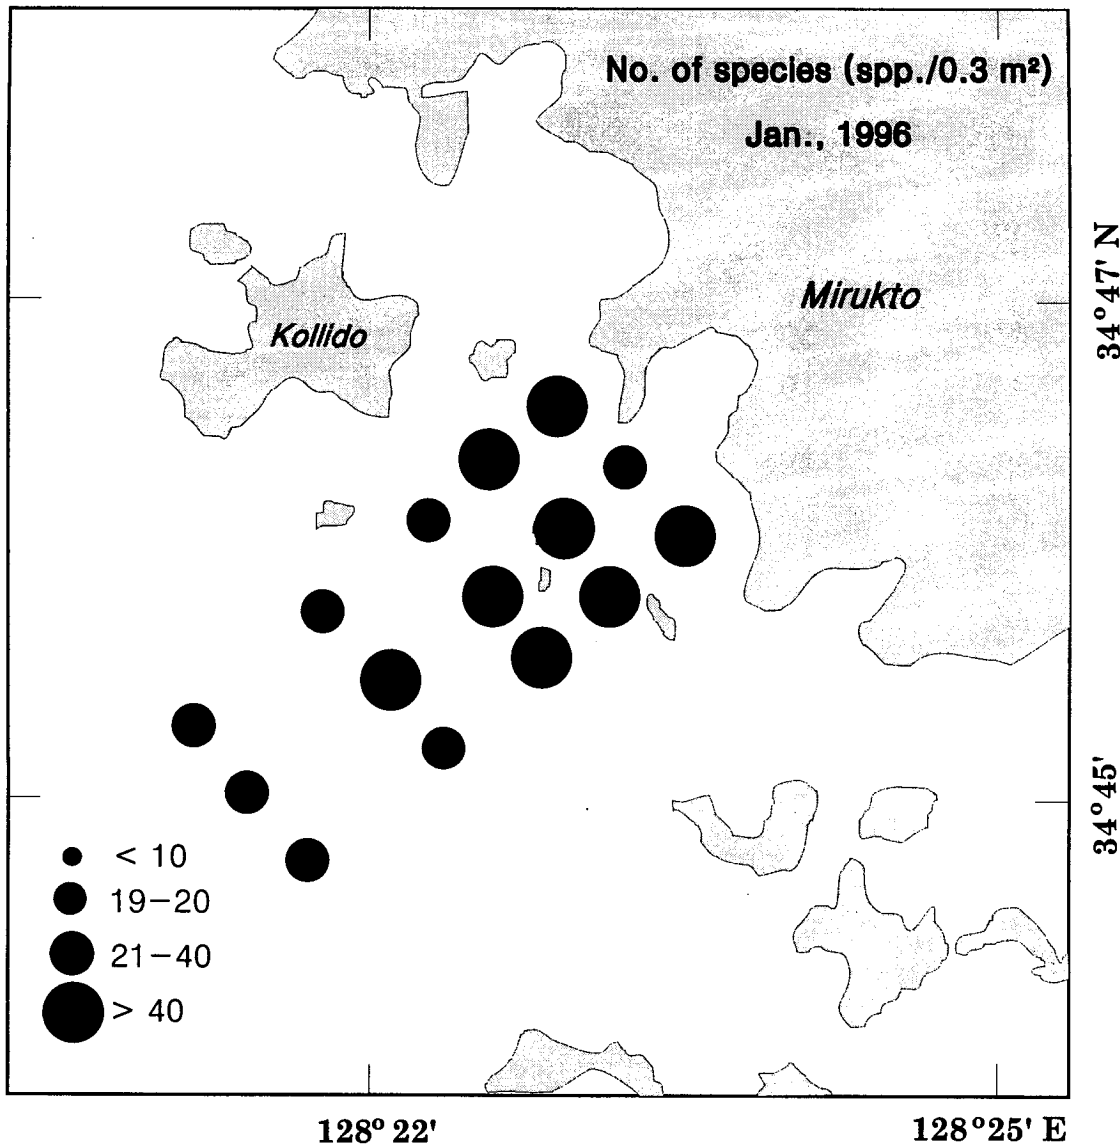 No. of species (spp./0.3 m²)
Jan., 1996
Mirukto
Kollido
34°47' N
34°45'
< 10
19-20
21-40
> 40
128° 22'
128°25' E